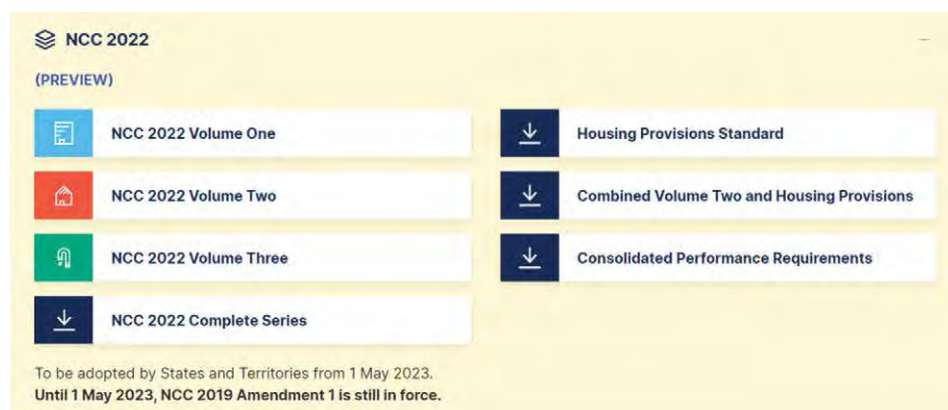 NCC 2022
(PREVIEW)
NCC 2022 Volume One
Housing Provisions Standard
NCC 2022 Volume Two
Combined Volume Two and Housing Provisions
NCC 2022 Volume Three
Consolidated Performance Requirements
NCC 2022 Complete Series
To be adopted by States and Territories from 1 May 2023.
Until 1 May 2023, NCC 2019 Amendment 1 is still in force.